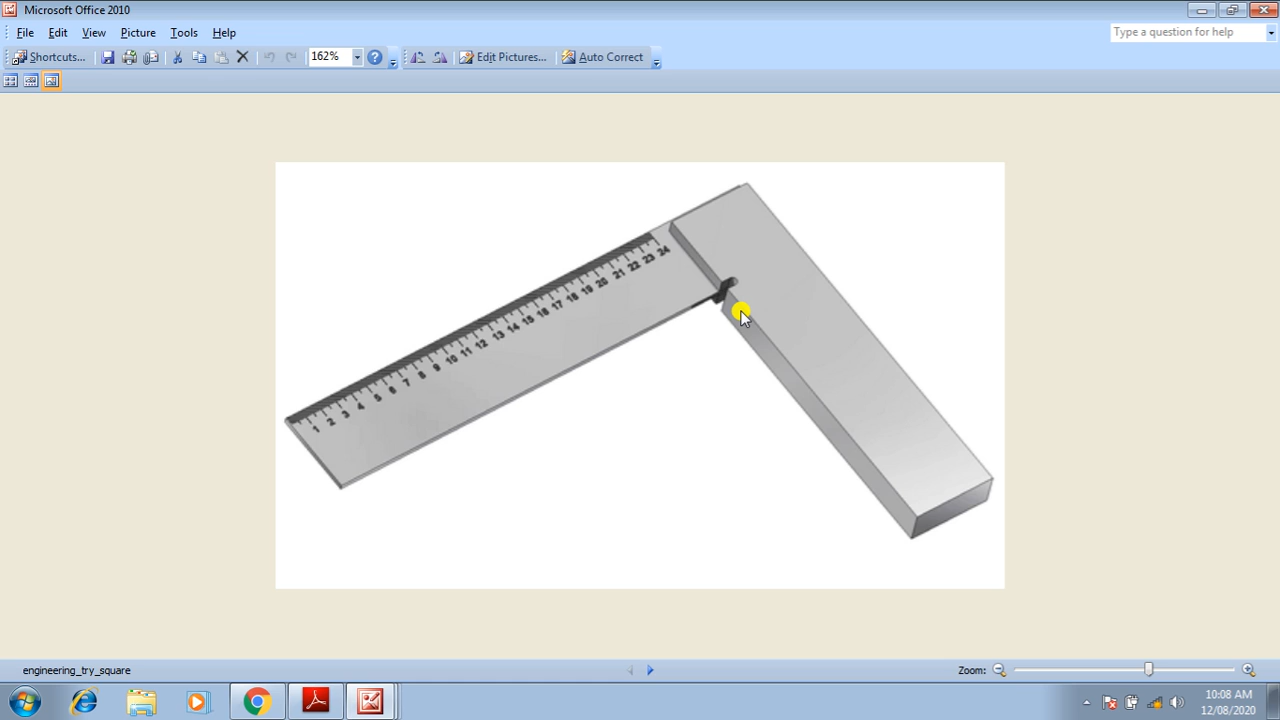 Microsoft Office 2010
File Edit View Picture Tools Help
Type a question for help
Shortcuts... 162% Edit Pictures... Auto Correct
1 2 3 4 5 6 7 8 9 10 11 12 13 14 15 16 17 18 19 20 21 22 23 24
engineering_try_square
Zoom:
10:08 AM
12/08/2020